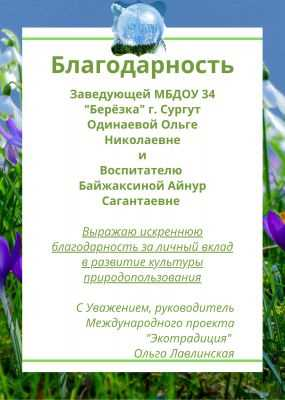 Благодарность
Заведующей МБДОУ 34
"Берёзка" г. Сургут
Одинаевой Ольге
Николаевне
и
Воспитателю
Байжаксиной Айнур
Сагантаевне
Выражаю искреннюю
благодарность за личный вклад
в развитие культуры
природопользования
С Уважением, руководитель
Международного проекта
"Экотрадиция"
Ольга Лавлинская